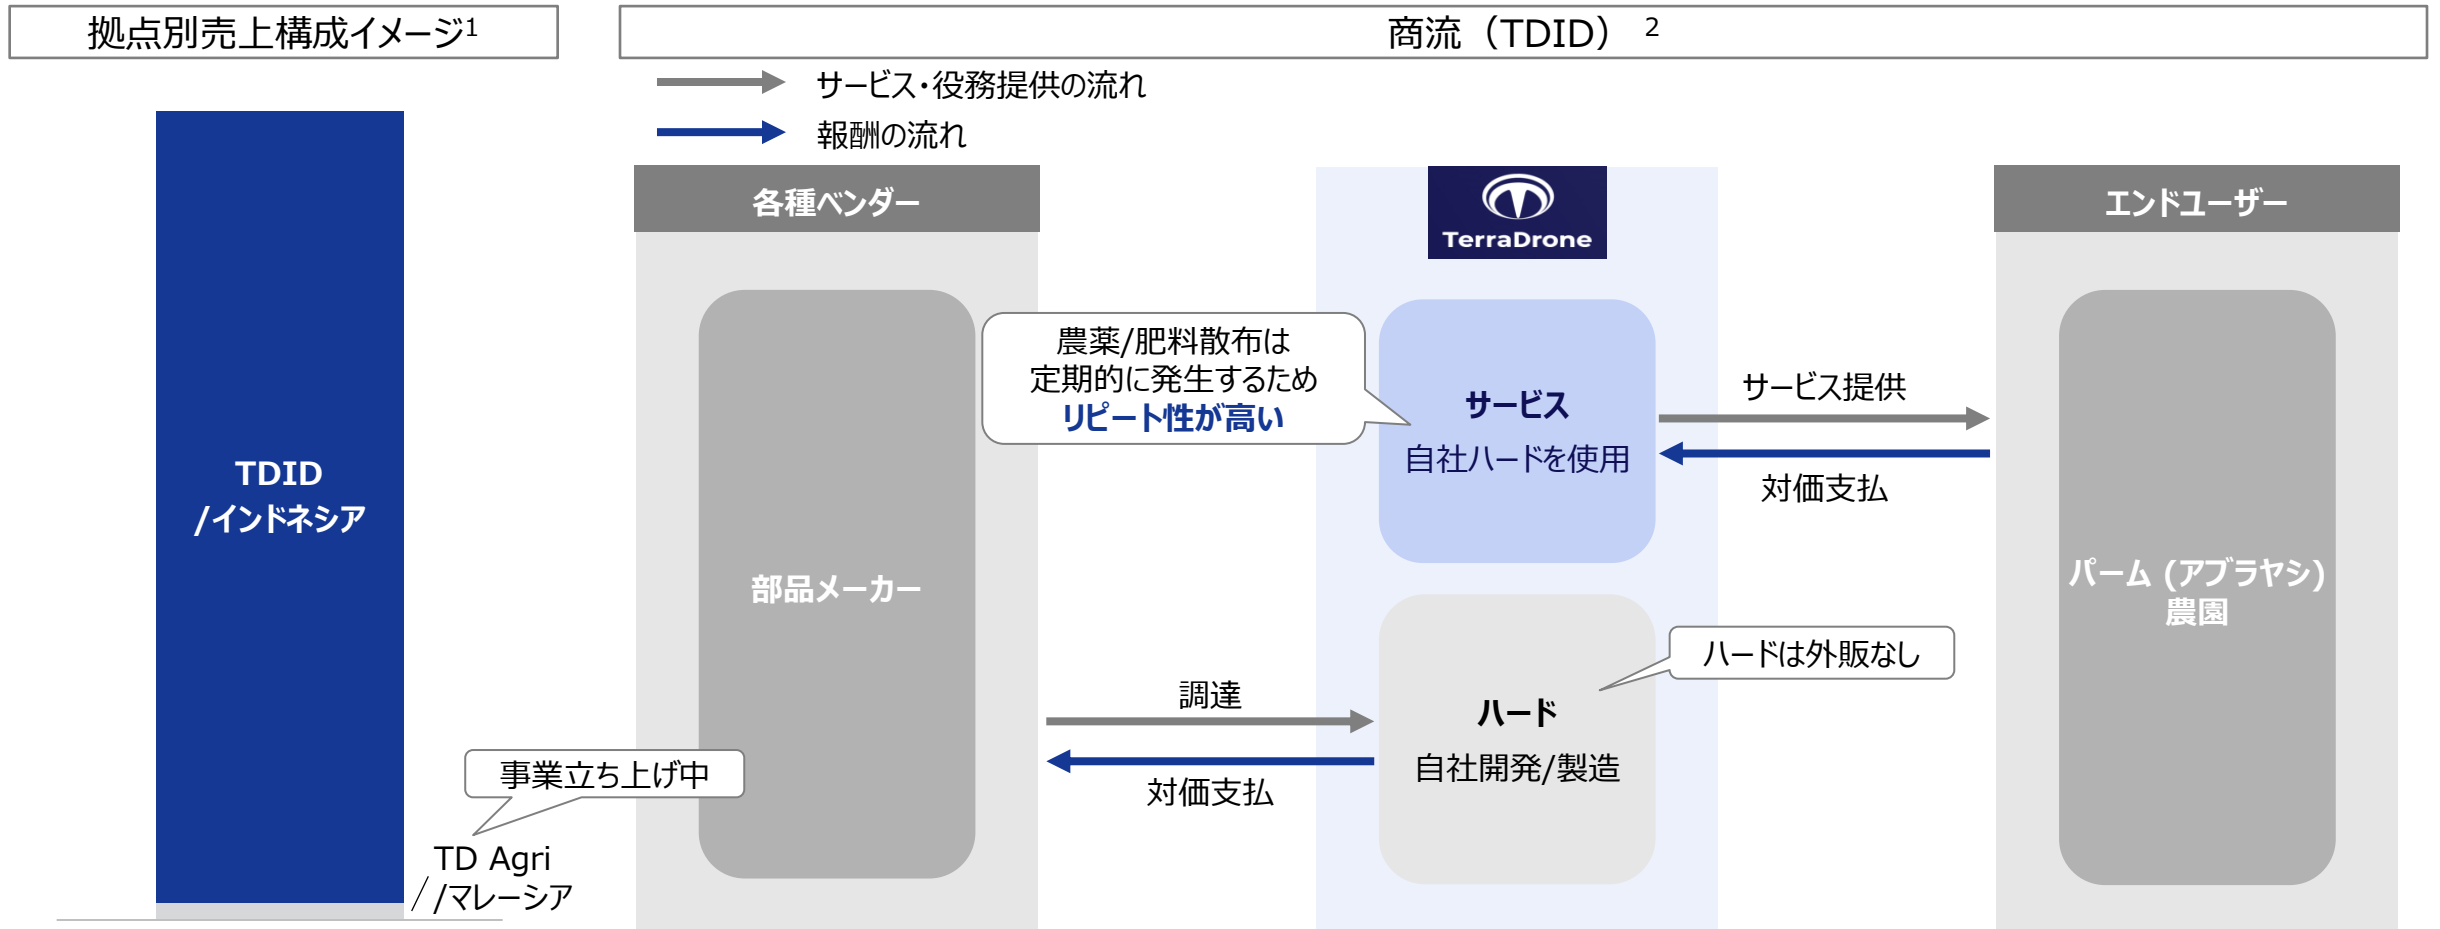 拠点別売上構成イメージ1
商流（TDID） 2
サービス・役務提供の流れ
報酬の流れ
TDID
/インドネシア
事業立ち上げ中
TD Agri
/マレーシア
各種ベンダー
部品メーカー
TerraDrone
農薬/肥料散布は
定期的に発生するため
リピート性が高い
サービス
自社ハードを使用
サービス提供
対価支払
ハードは外販なし
ハード
自社開発/製造
調達
対価支払
エンドユーザー
パーム (アブラヤシ)
農園